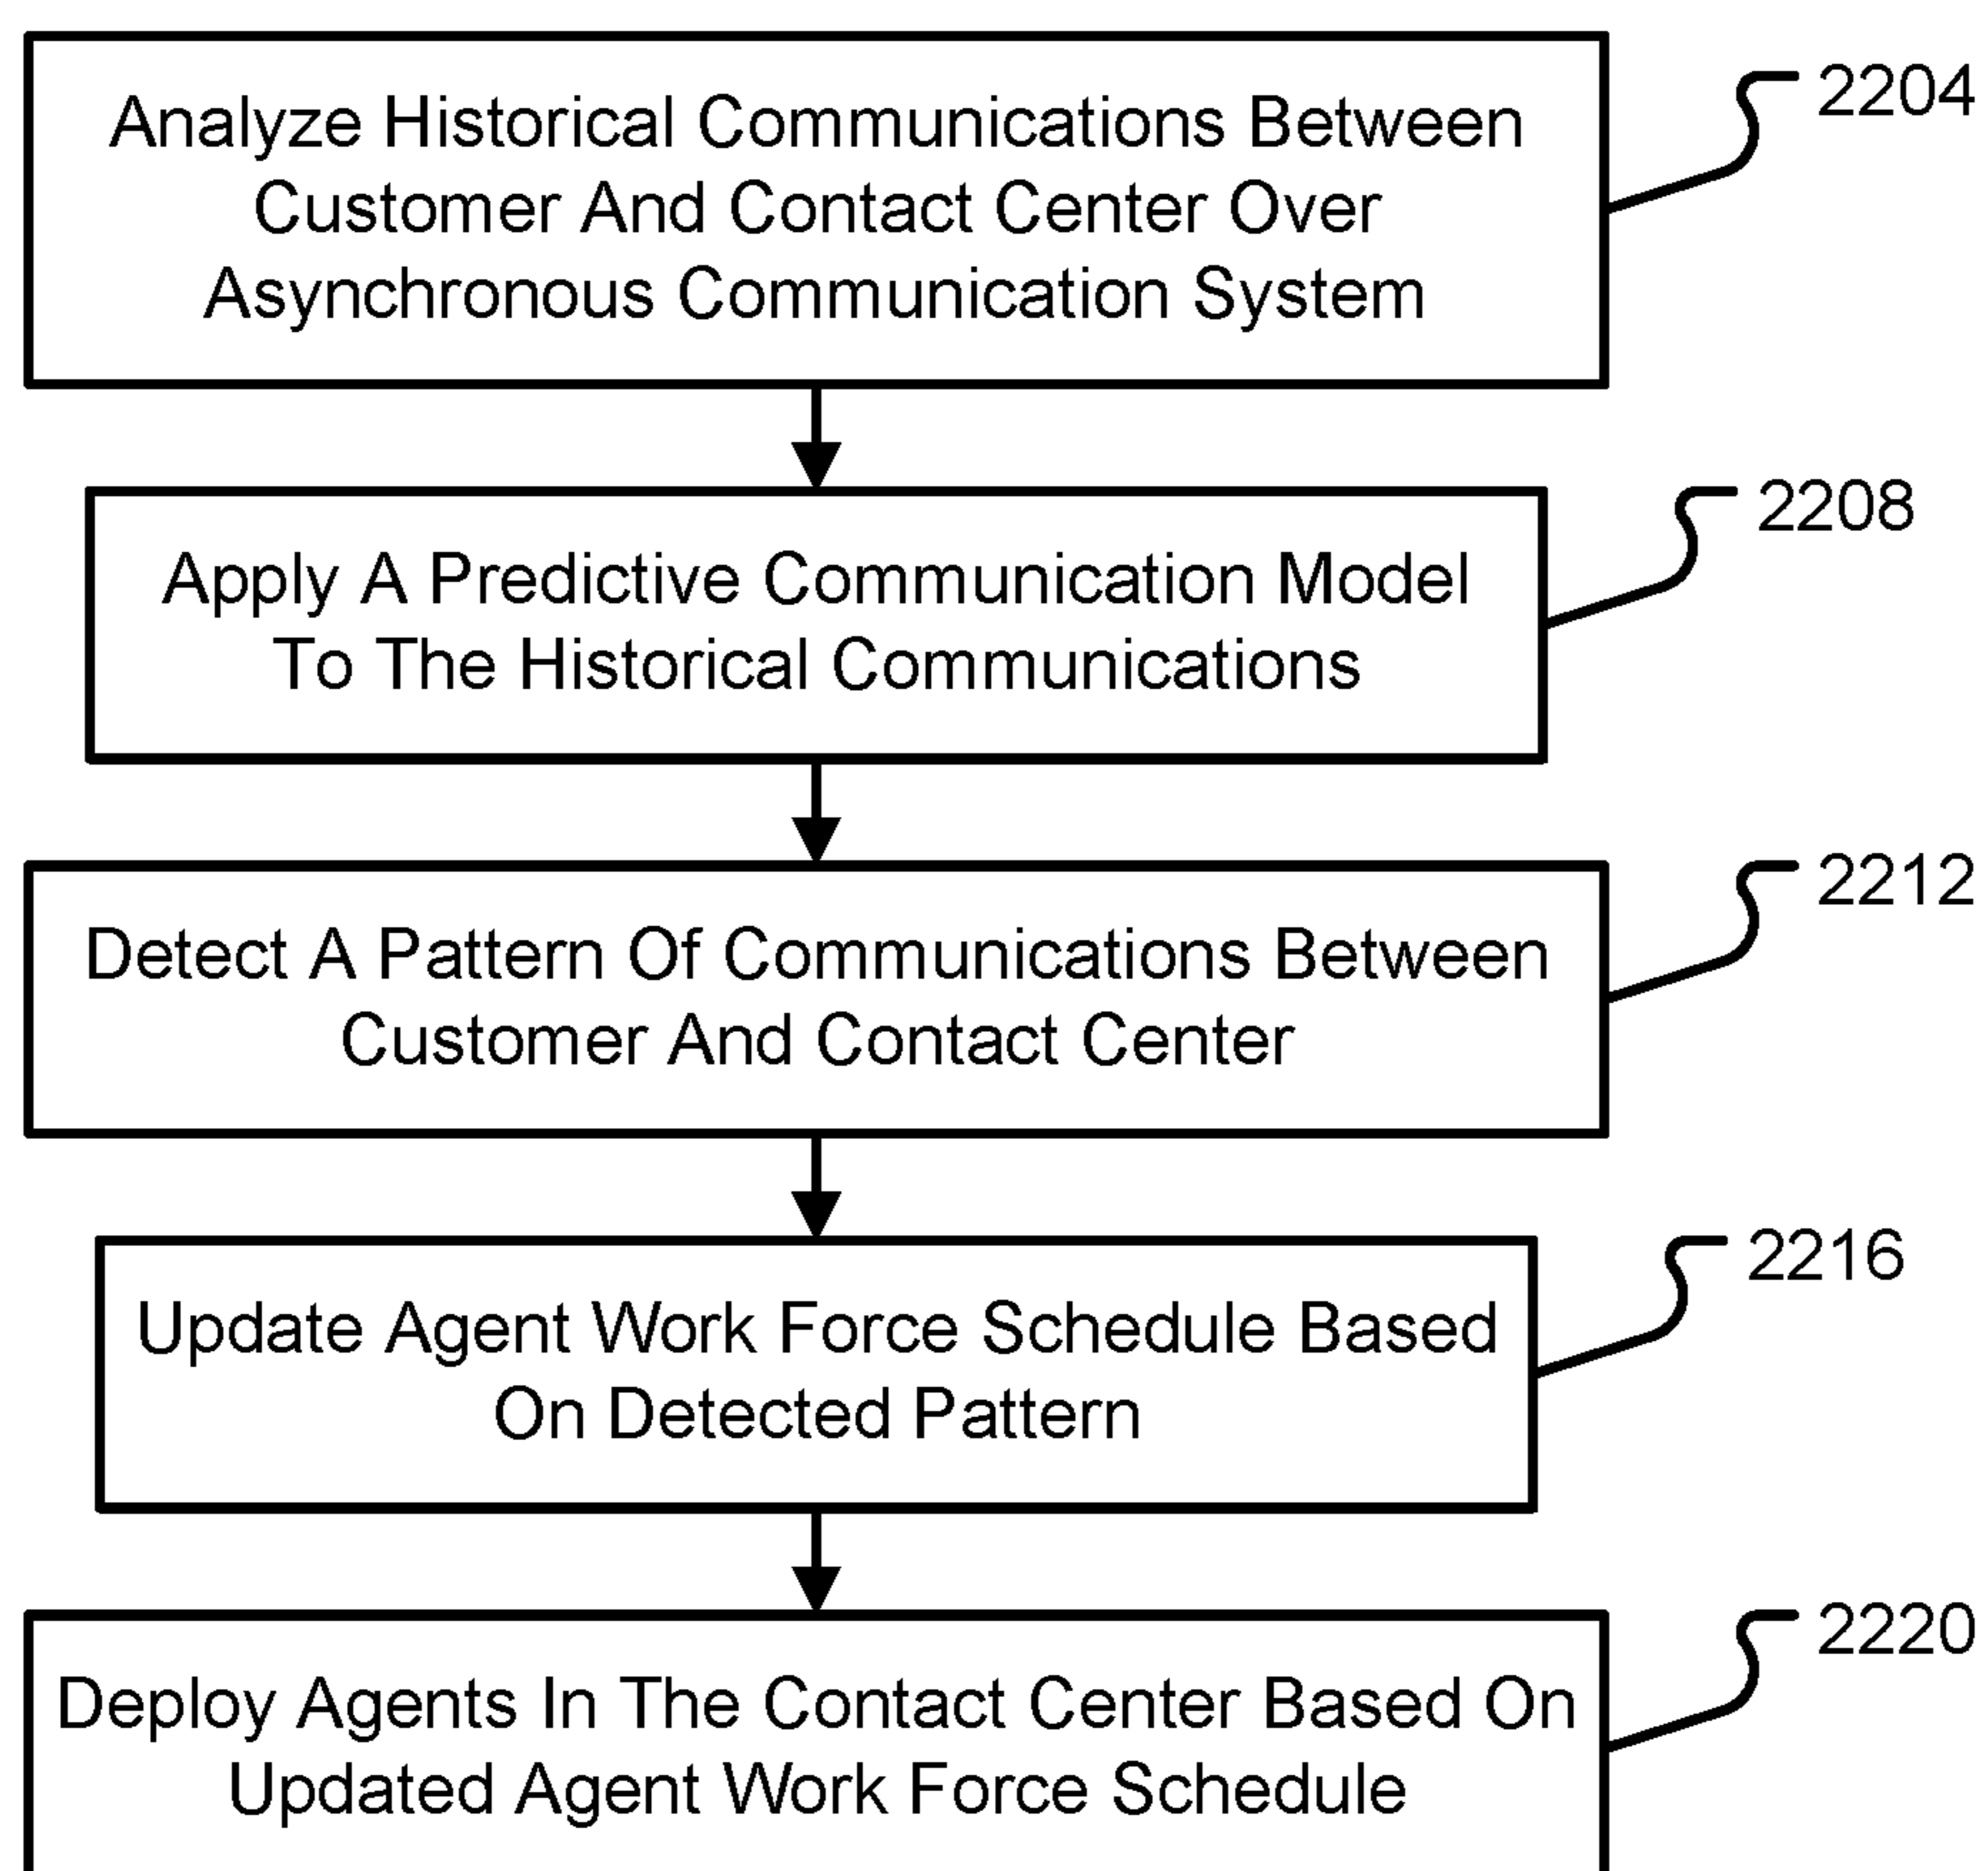 Analyze Historical Communications Between
Customer And Contact Center Over
Asynchronous Communication System
2204
Apply A Predictive Communication Model
To The Historical Communications
2208
Detect A Pattern Of Communications Between
Customer And Contact Center
2212
Update Agent Work Force Schedule Based
On Detected Pattern
2216
Deploy Agents In The Contact Center Based On
Updated Agent Work Force Schedule
2220